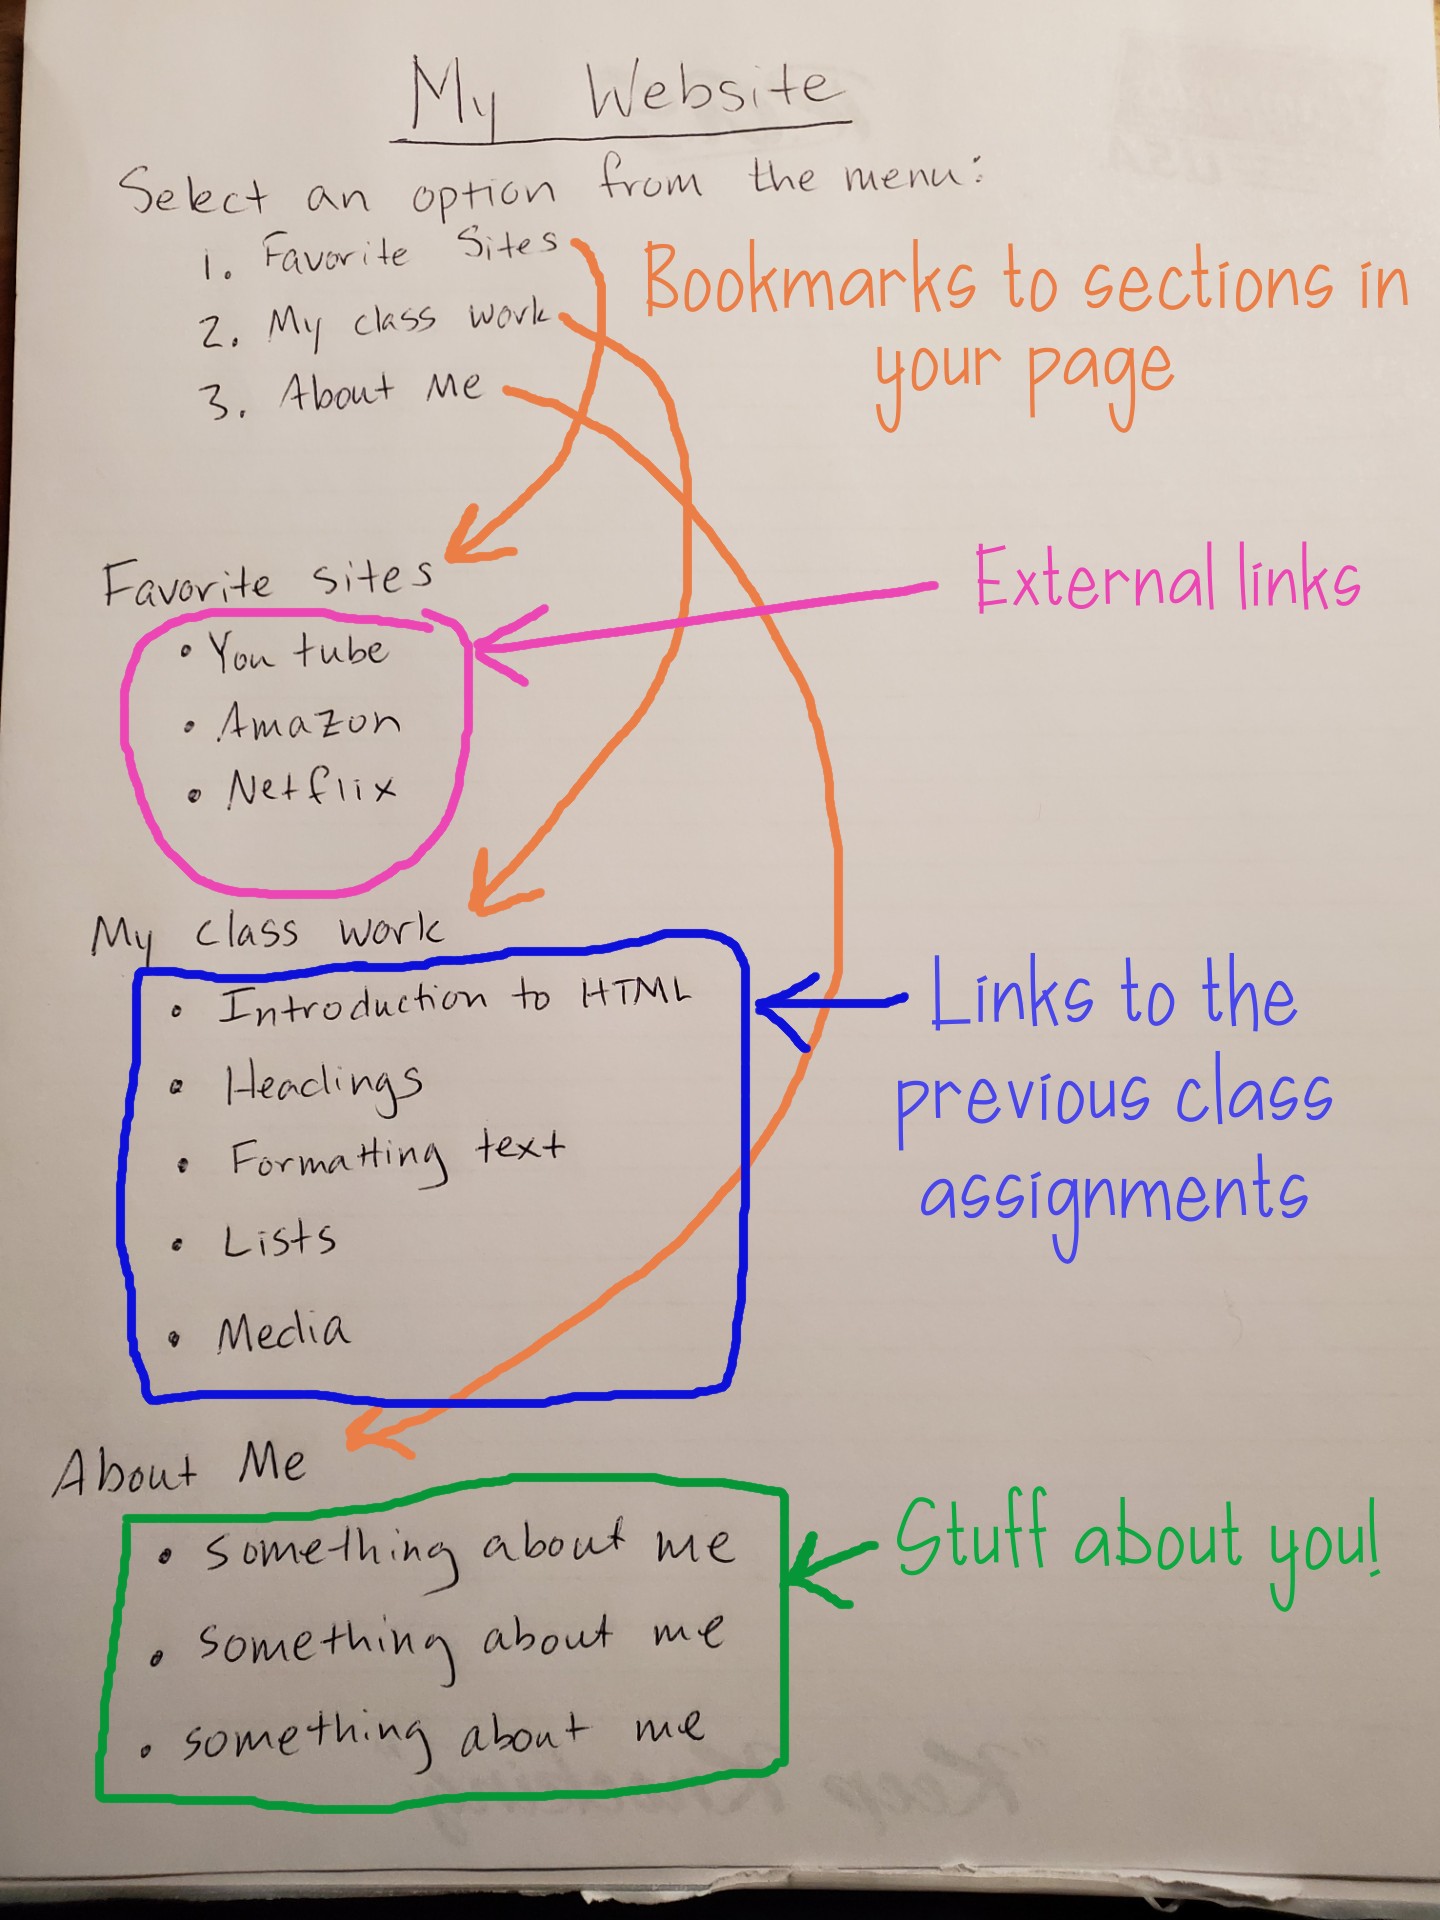 My Website
Select an option from the menu:
1. Favorite Sites
2. My class work
3. About Me
Bookmarks to sections in
your page
Favorite sites
• You tube
• Amazon
• Netflix
External links
My class work
• Introduction to HTML
• Headings
• Formatting text
• Lists
• Media
Links to the
previous class
assignments
About Me
• something about me
• something about me
• something about me
Stuff about you!